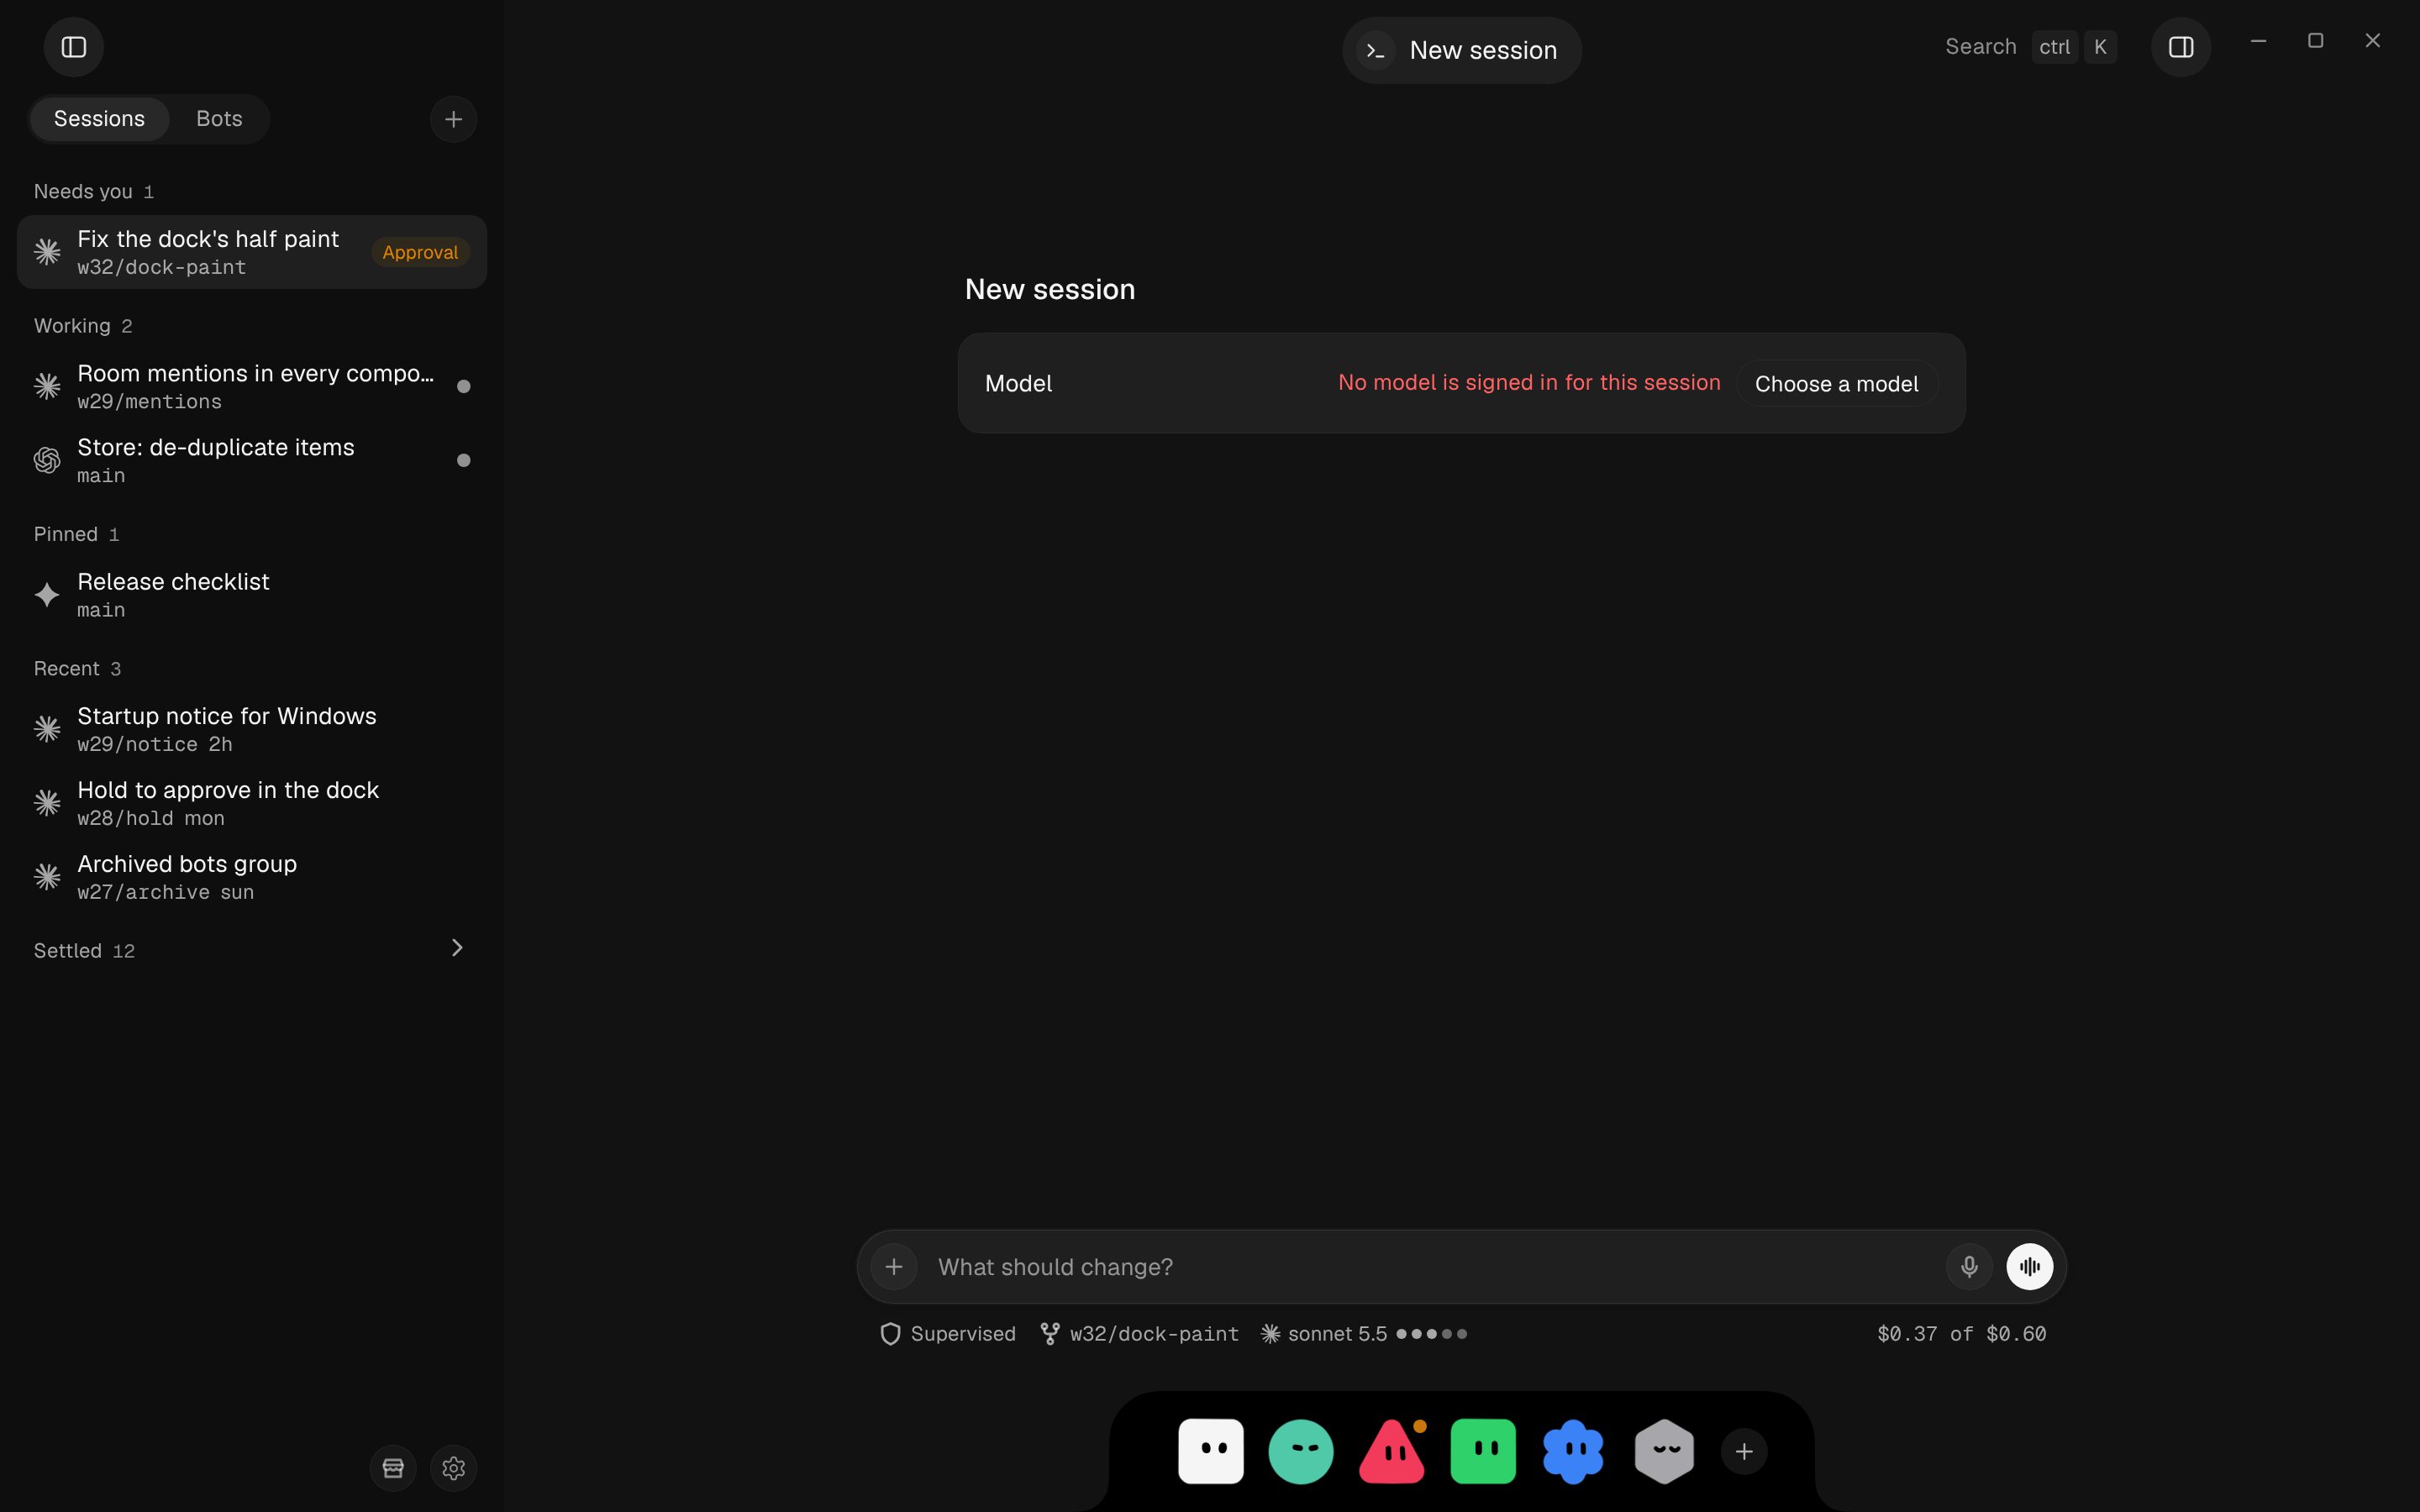 New session
Search ctrl K
Sessions Bots
Needs you 1
Fix the dock's half paint
w32/dock-paint
Approval
Working 2
Room mentions in every compo…
w29/mentions
Store: de-duplicate items
main
Pinned 1
Release checklist
main
Recent 3
Startup notice for Windows
w29/notice 2h
Hold to approve in the dock
w28/hold mon
Archived bots group
w27/archive sun
Settled 12
New session
Model No model is signed in for this session Choose a model
What should change?
Supervised w32/dock-paint sonnet 5.5 $0.37 of $0.60